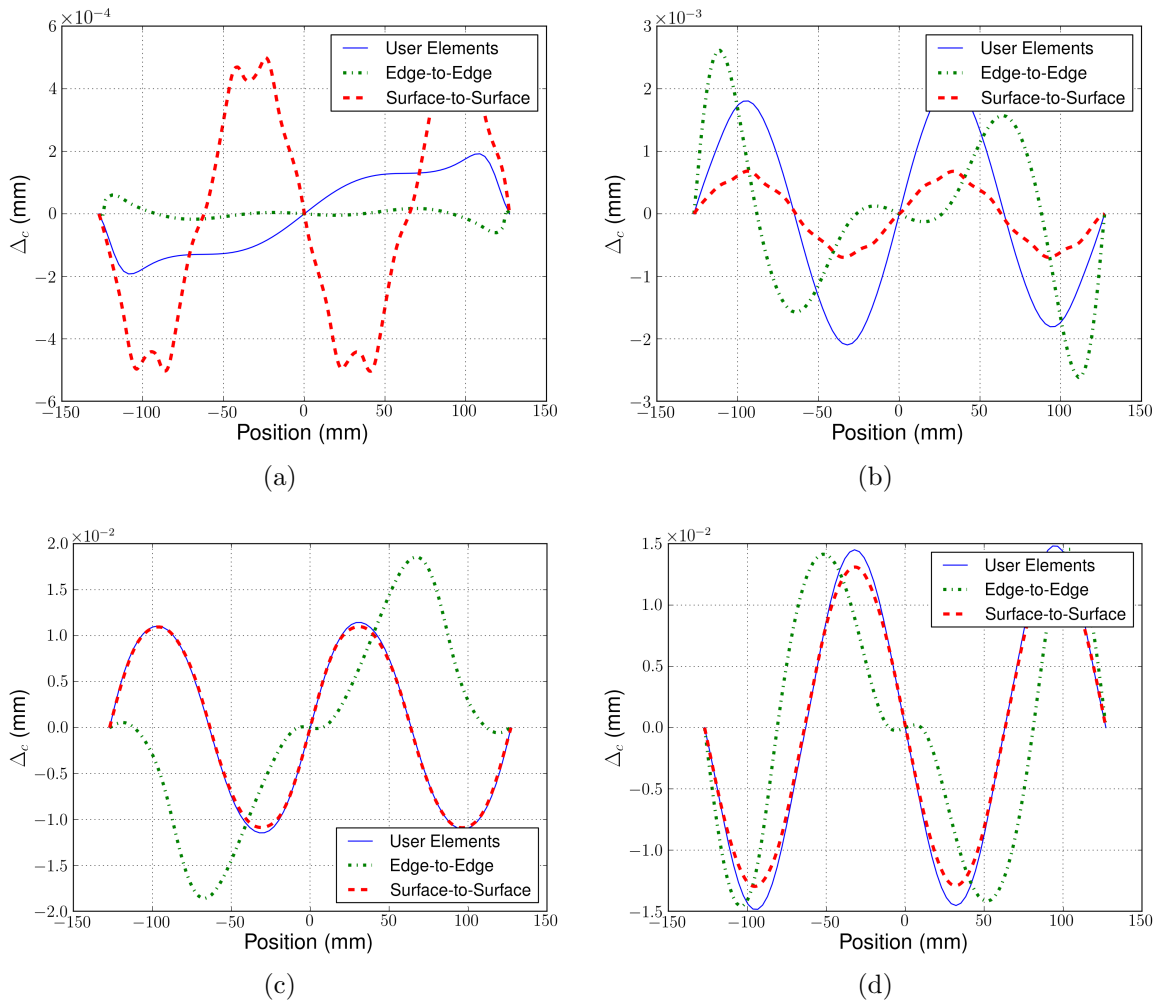 ×10⁻⁴
6
4
2
0
−2
−4
−6
−150
−100
−50
0
50
100
150
Δc (mm)
Position (mm)
User Elements
Edge-to-Edge
Surface-to-Surface
(a)
×10⁻³
3
2
1
0
−1
−2
−3
−150
−100
−50
0
50
100
150
Δc (mm)
Position (mm)
User Elements
Edge-to-Edge
Surface-to-Surface
(b)
×10⁻²
2.0
1.5
1.0
0.5
0.0
−0.5
−1.0
−1.5
−2.0
−150
−100
−50
0
50
100
150
Δc (mm)
Position (mm)
User Elements
Edge-to-Edge
Surface-to-Surface
(c)
×10⁻²
1.5
1.0
0.5
0.0
−0.5
−1.0
−1.5
−150
−100
−50
0
50
100
150
Δc (mm)
Position (mm)
User Elements
Edge-to-Edge
Surface-to-Surface
(d)